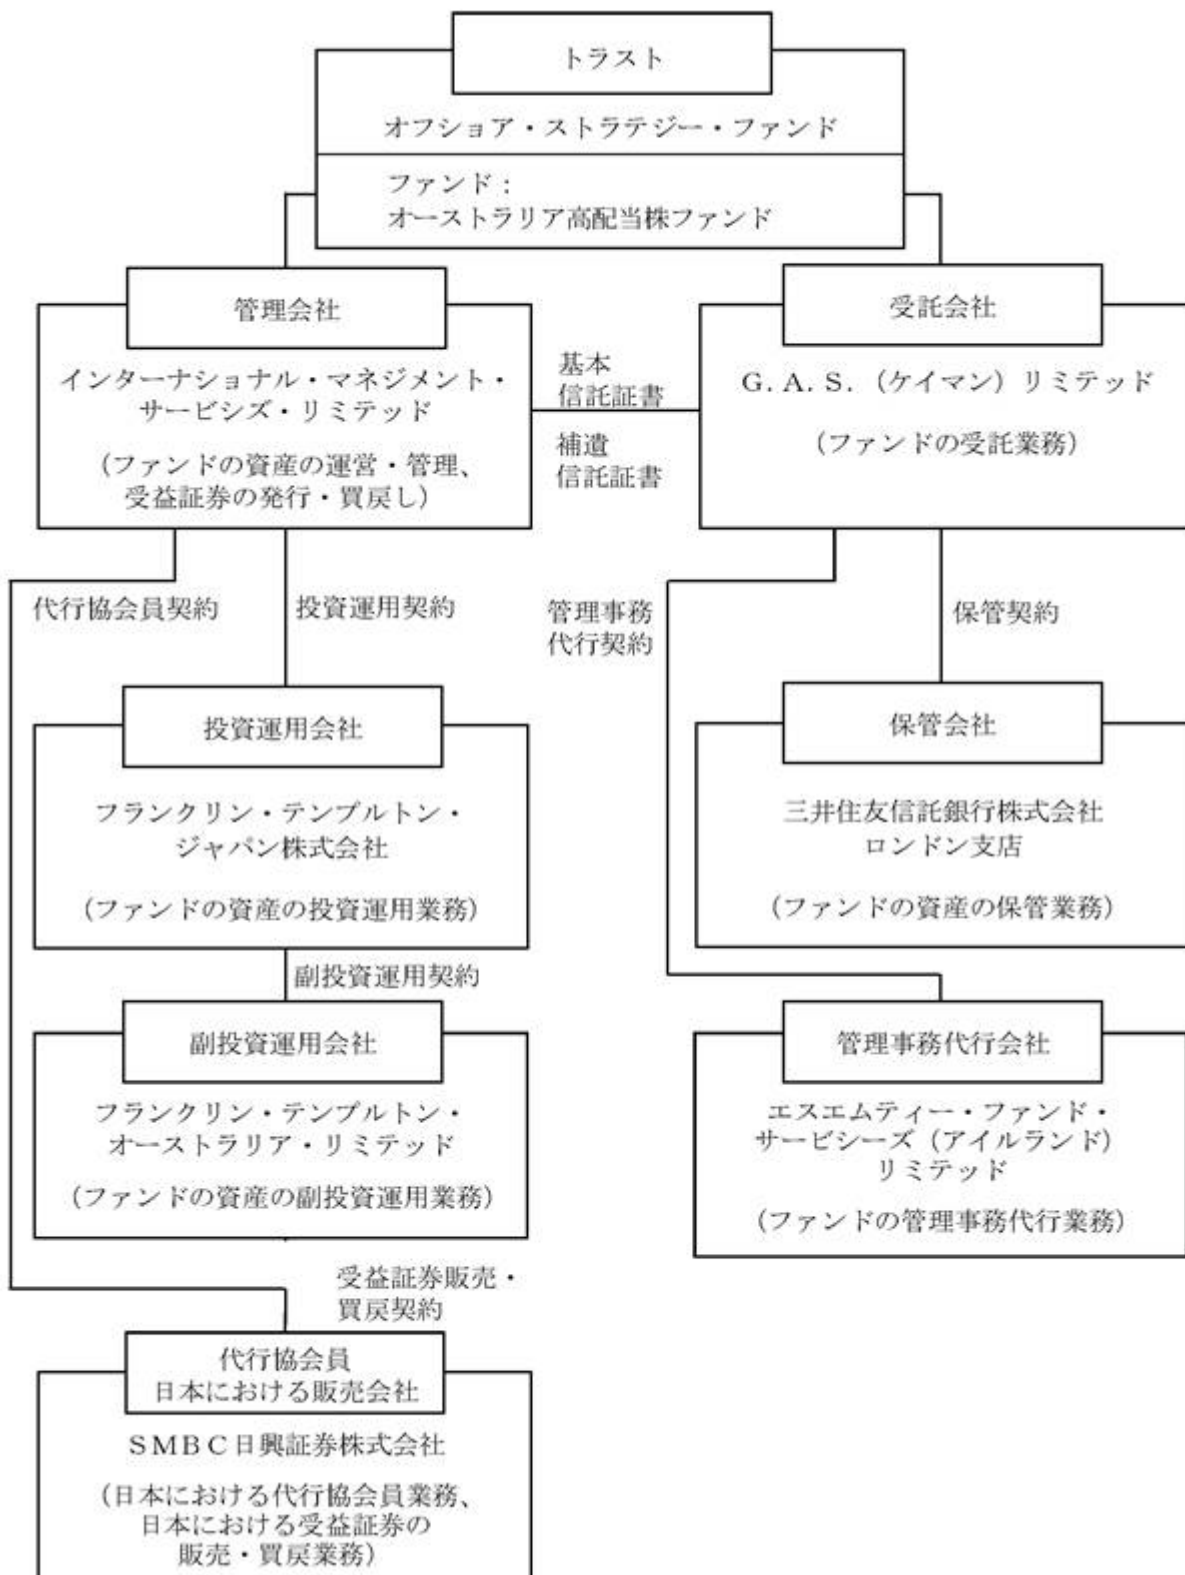 トラスト
オフショア・ストラテジー・ファンド
ファンド：
オーストラリア高配当株ファンド
管理会社
インターナショナル・マネジメント・
サービシズ・リミテッド
（ファンドの資産の運営・管理、
受益証券の発行・買戻し）
基本
信託証書
補遺
信託証書
受託会社
G．A．S．（ケイマン）リミテッド
（ファンドの受託業務）
代行協会員契約
投資運用契約
管理事務
代行契約
保管契約
投資運用会社
フランクリン・テンプルトン・
ジャパン株式会社
（ファンドの資産の投資運用業務）
保管会社
三井住友信託銀行株式会社
ロンドン支店
（ファンドの資産の保管業務）
副投資運用契約
副投資運用会社
フランクリン・テンプルトン・
オーストラリア・リミテッド
（ファンドの資産の副投資運用業務）
管理事務代行会社
エスエムティー・ファンド・
サービシーズ（アイルランド）
リミテッド
（ファンドの管理事務代行業務）
受益証券販売・
買戻契約
代行協会員
日本における販売会社
ＳＭＢＣ日興証券株式会社
（日本における代行協会員業務、
日本における受益証券の
販売・買戻業務）